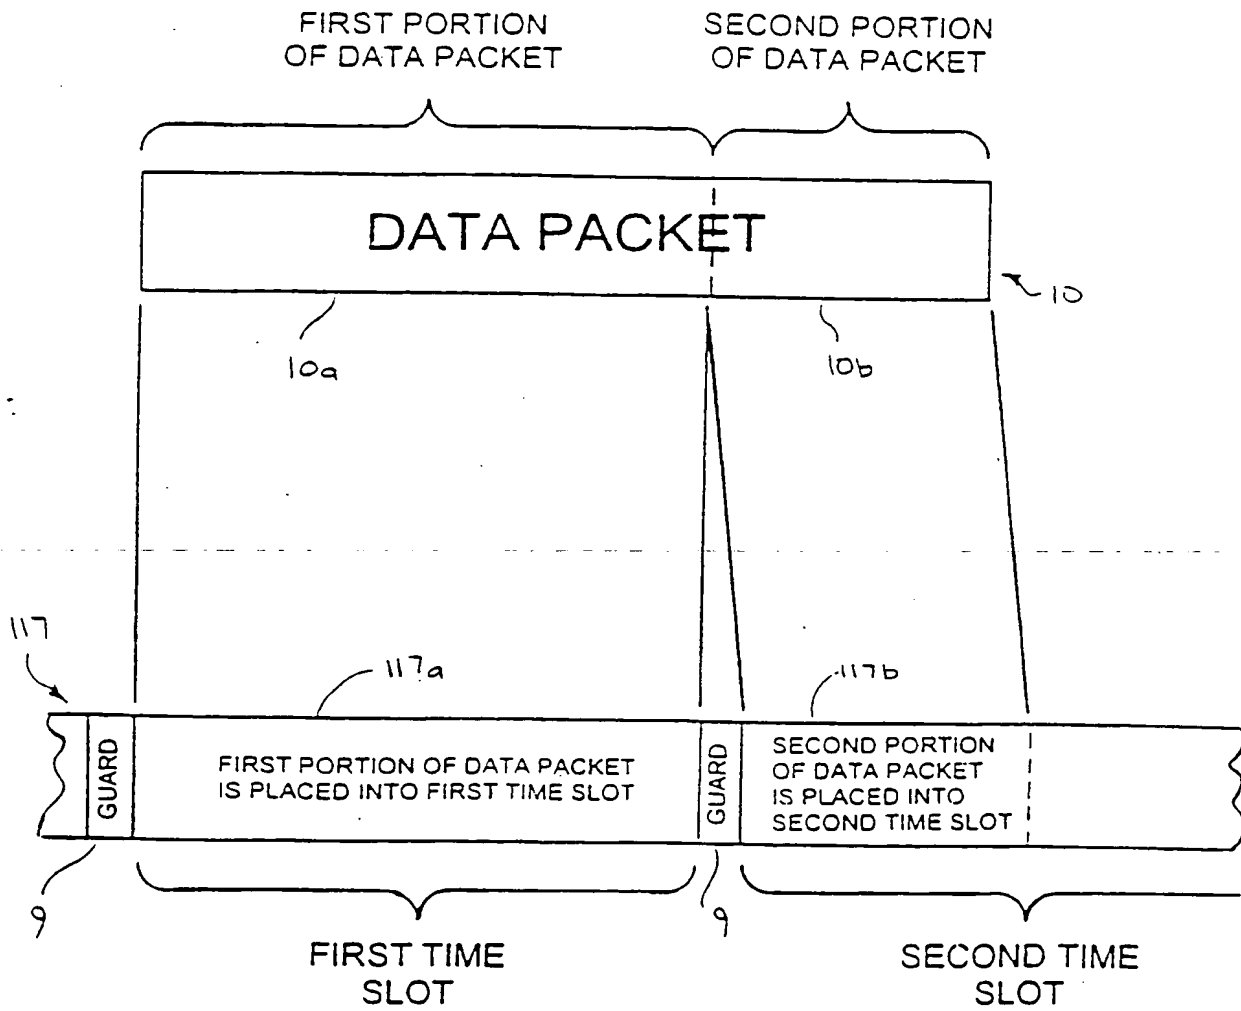 FIRST PORTION
OF DATA PACKET
SECOND PORTION
OF DATA PACKET
DATA PACKET
10
10a
10b
117
117a
117b
GUARD
FIRST PORTION OF DATA PACKET
IS PLACED INTO FIRST TIME SLOT
GUARD
SECOND PORTION
OF DATA PACKET
IS PLACED INTO
SECOND TIME SLOT
9
9
FIRST TIME
SLOT
SECOND TIME
SLOT